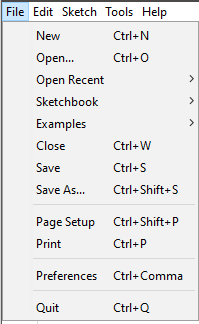 File Edit Sketch Tools Help
New Ctrl+N
Open... Ctrl+O
Open Recent
Sketchbook
Examples
Close Ctrl+W
Save Ctrl+S
Save As... Ctrl+Shift+S
Page Setup Ctrl+Shift+P
Print Ctrl+P
Preferences Ctrl+Comma
Quit Ctrl+Q